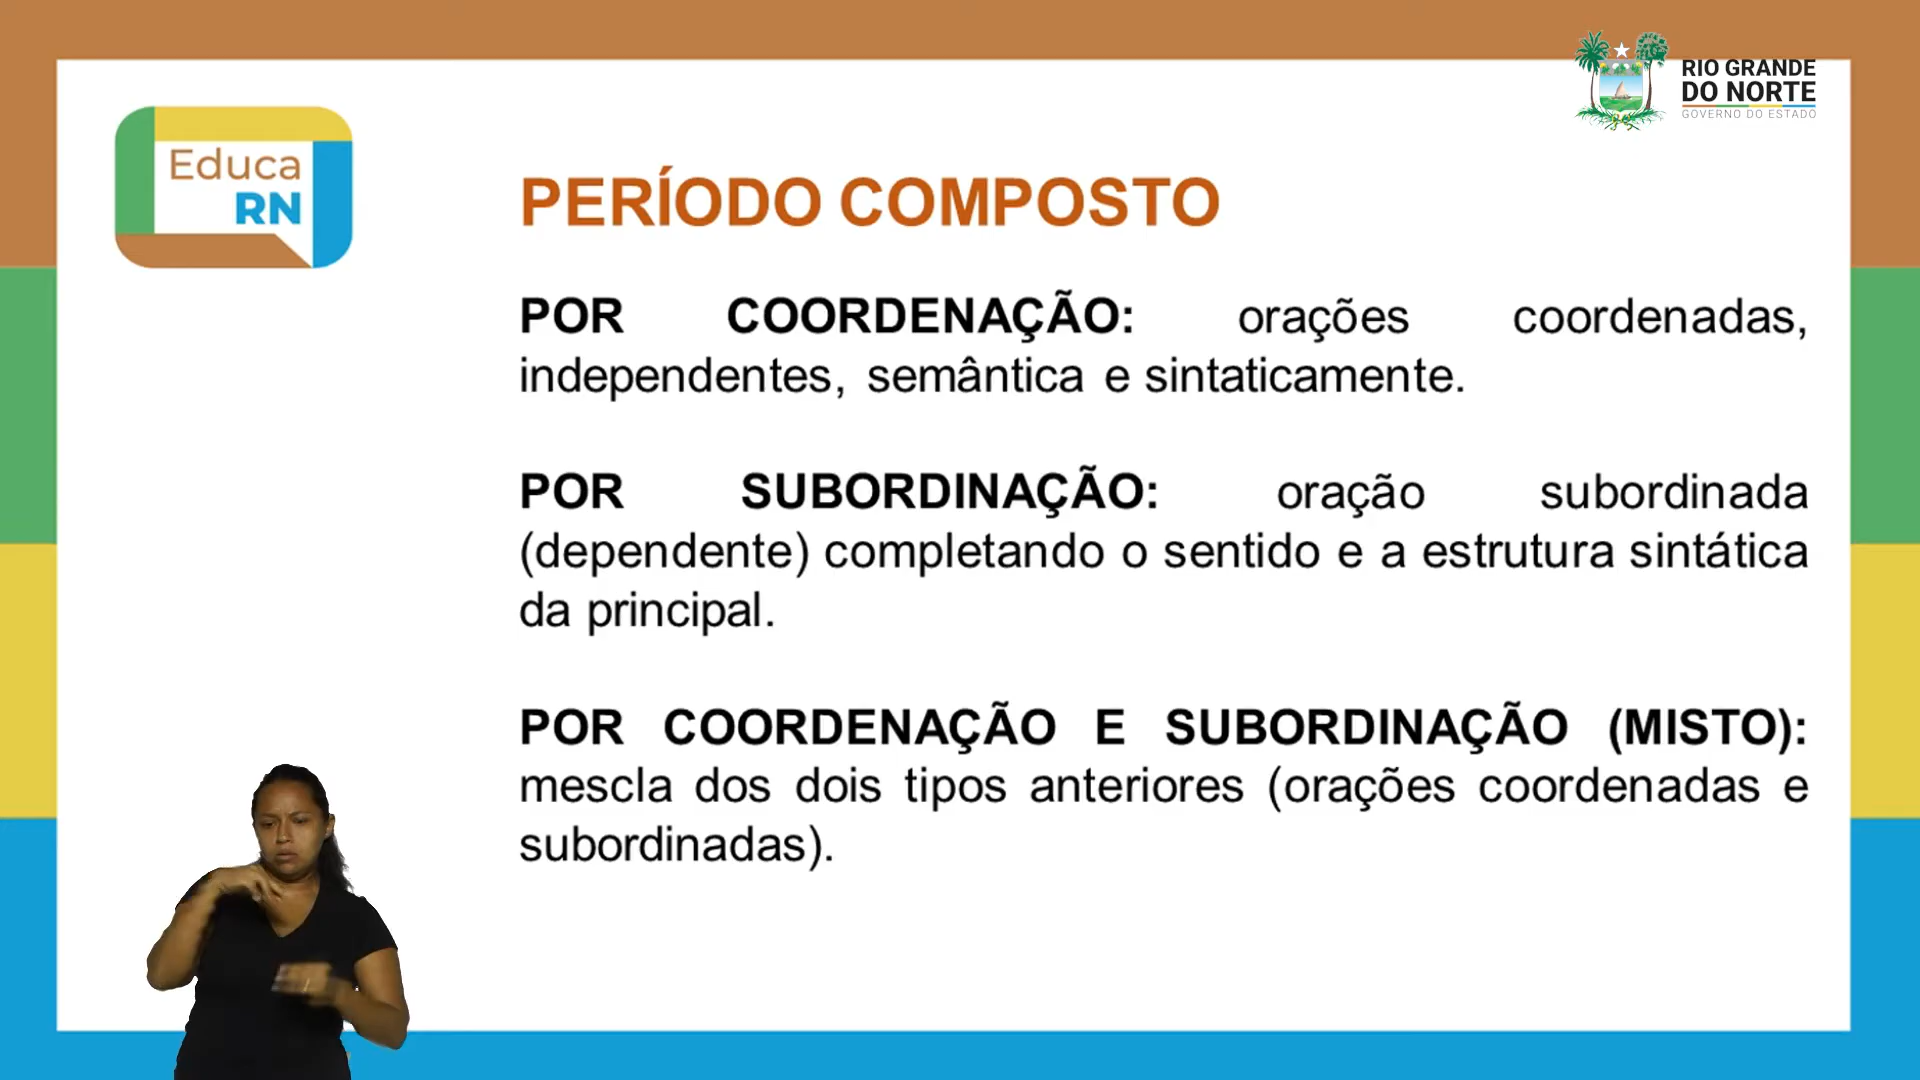 RIO GRANDE
DO NORTE
GOVERNO DO ESTADO
Educa
RN
PERÍODO COMPOSTO
POR COORDENAÇÃO: orações coordenadas,
independentes, semântica e sintaticamente.
POR SUBORDINAÇÃO: oração subordinada
(dependente) completando o sentido e a estrutura sintática
da principal.
POR COORDENAÇÃO E SUBORDINAÇÃO (MISTO):
mescla dos dois tipos anteriores (orações coordenadas e
subordinadas).